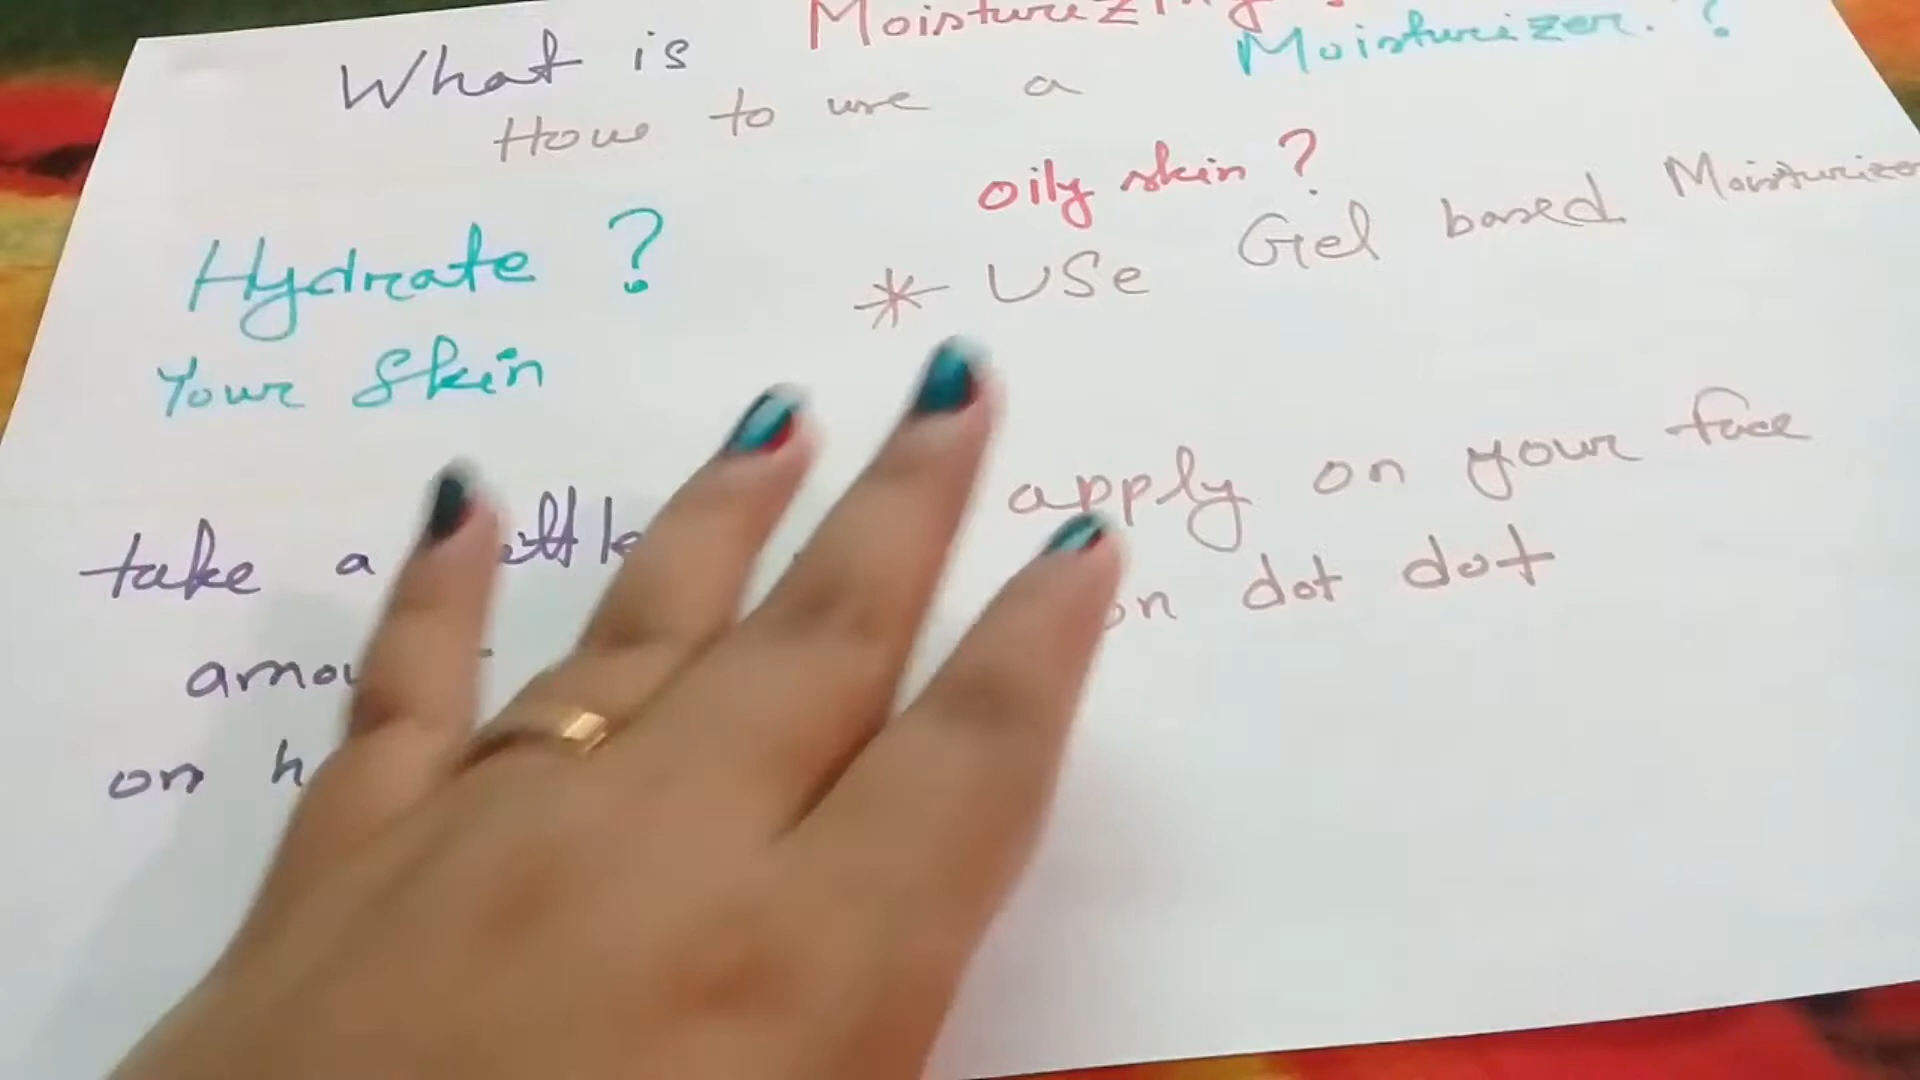 What is Moisturizing ?
How to use a Moisturizer. ?
Hydrate ?
Your Skin
oily skin ?
* USe Gel based Moisturizer
take a
on
apply on your face
on dot dot